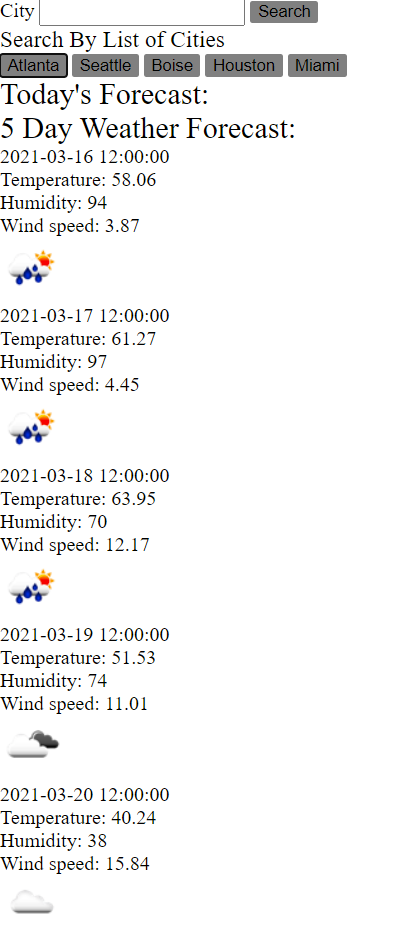 City Search
Search By List of Cities
Atlanta Seattle Boise Houston Miami
Today's Forecast:
5 Day Weather Forecast:
2021-03-16 12:00:00
Temperature: 58.06
Humidity: 94
Wind speed: 3.87
2021-03-17 12:00:00
Temperature: 61.27
Humidity: 97
Wind speed: 4.45
2021-03-18 12:00:00
Temperature: 63.95
Humidity: 70
Wind speed: 12.17
2021-03-19 12:00:00
Temperature: 51.53
Humidity: 74
Wind speed: 11.01
2021-03-20 12:00:00
Temperature: 40.24
Humidity: 38
Wind speed: 15.84